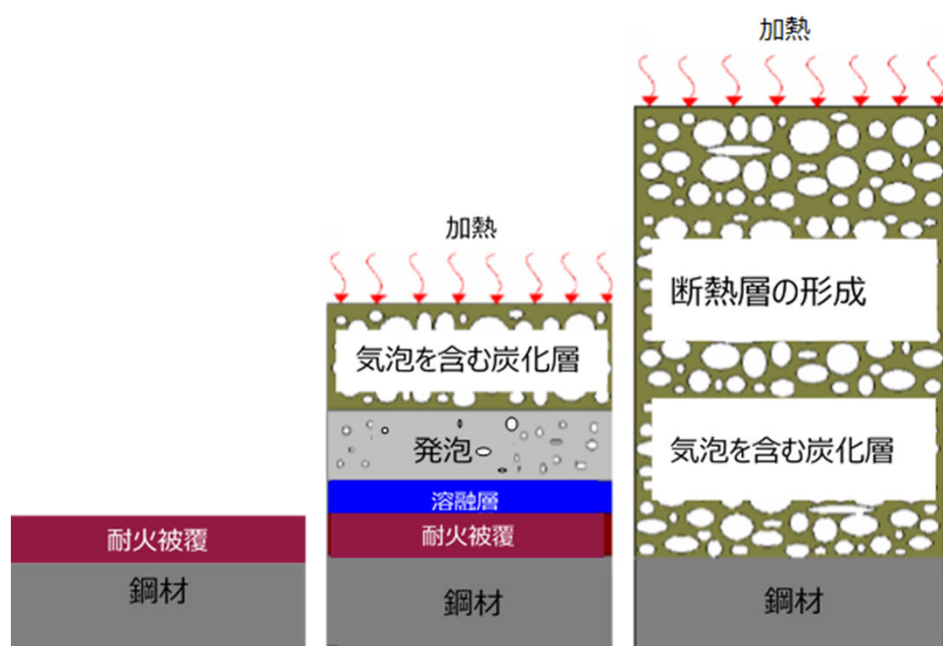 耐火被覆
鋼材
加熱
気泡を含む炭化層
発泡
溶融層
耐火被覆
鋼材
加熱
断熱層の形成
気泡を含む炭化層
鋼材